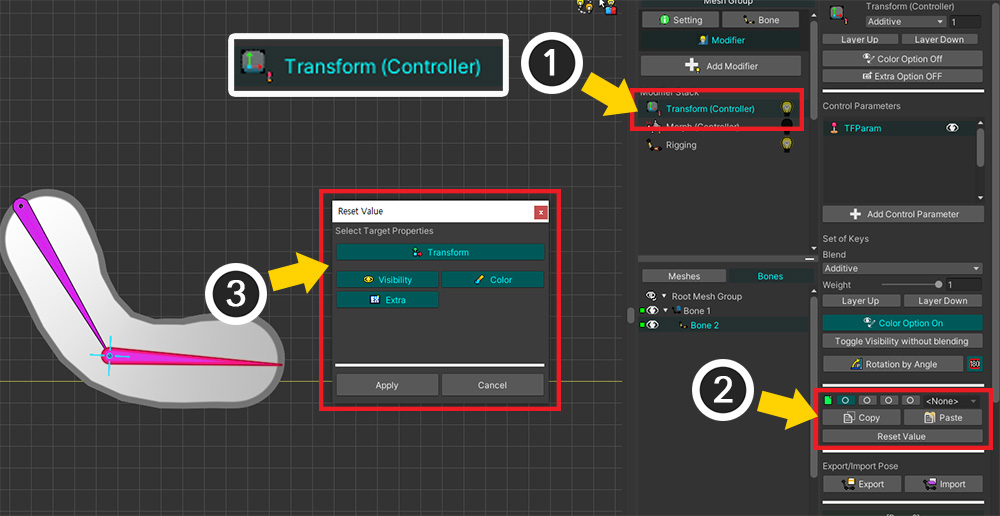 Transform (Controller)
1
Reset Value
x
Select Target Properties
Transform
Visibility
Color
EX
Extra
Apply
Cancel
3
Mesh Group
Setting
Bone
Modifier
Add Modifier
Modifier Stack
Transform (Controller)
Morph (Controller)
Rigging
Meshes
Bones
Root Mesh Group
Bone 1
Bone 2
2
Transform (Controller)
Additive
1
Layer Up
Layer Down
Color Option Off
Extra Option OFF
Control Parameters
TFParam
Add Control Parameter
Set of Keys
Blend
Additive
Weight
1
Layer Up
Layer Down
Color Option On
Toggle Visibility without blending
Rotation by Angle
180
<None>
Copy
Paste
Reset Value
Export/Import Pose
Export
Import